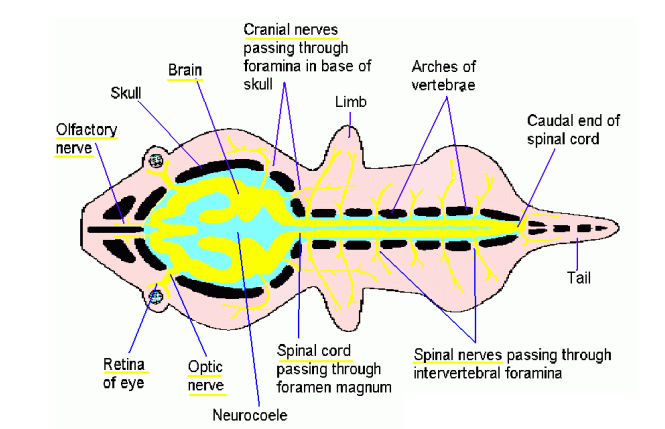 Cranial nerves
passing through
foramina in base of
skull
Brain
Arches of
vertebrae
Skull
Limb
Caudal end of
spinal cord
Olfactory
nerve
Tail
Retina
of eye
Optic
nerve
Spinal cord
passing through
foramen magnum
Spinal nerves passing through
intervertebral foramina
Neurocoele